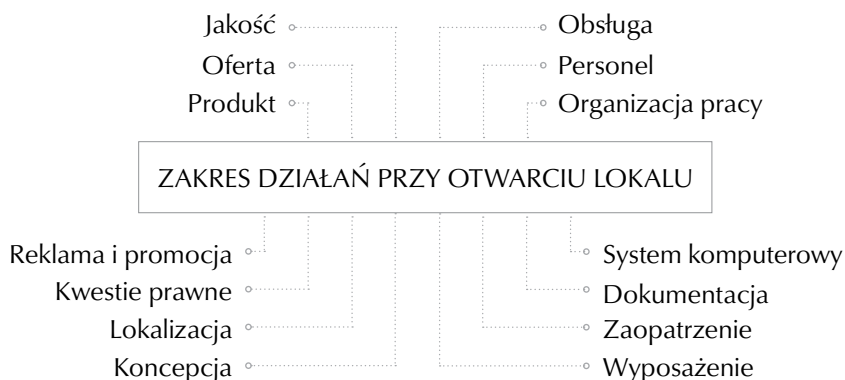 Jakość
Obsługa
Oferta
Personel
Produkt
Organizacja pracy
ZAKRES DZIAŁAŃ PRZY OTWARCIU LOKALU
Reklama i promocja
System komputerowy
Kwestie prawne
Dokumentacja
Lokalizacja
Zaopatrzenie
Koncepcja
Wyposażenie